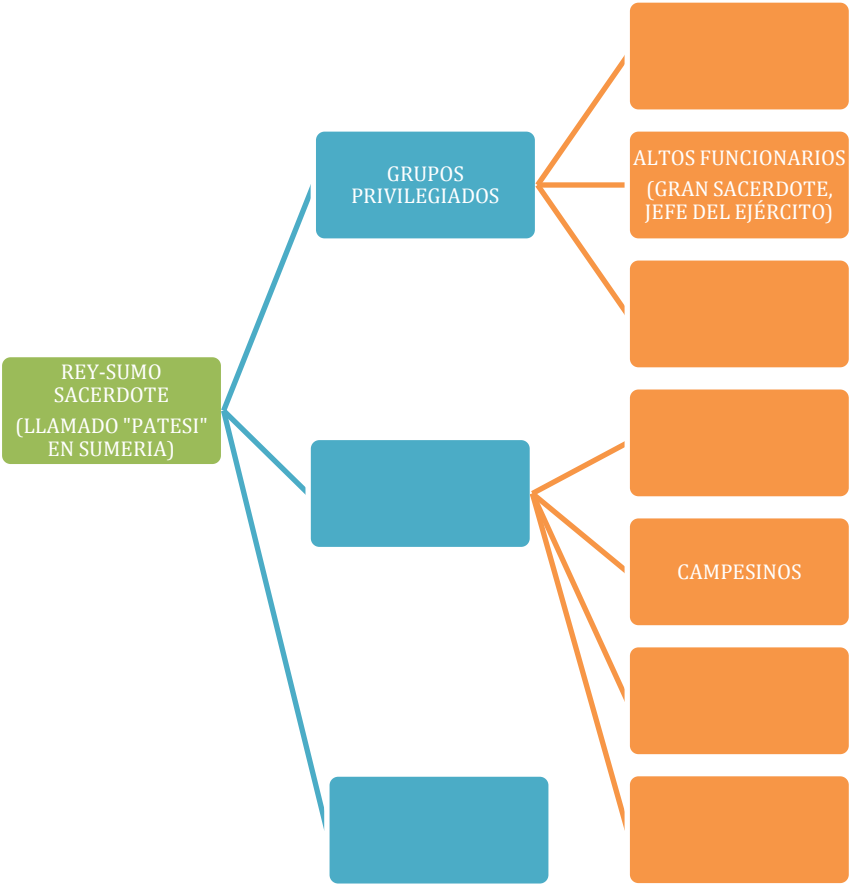 GRUPOS
PRIVILEGIADOS
ALTOS FUNCIONARIOS
(GRAN SACERDOTE,
JEFE DEL EJÉRCITO)
REY-SUMO
SACERDOTE
(LLAMADO "PATESI"
EN SUMERIA)
CAMPESINOS